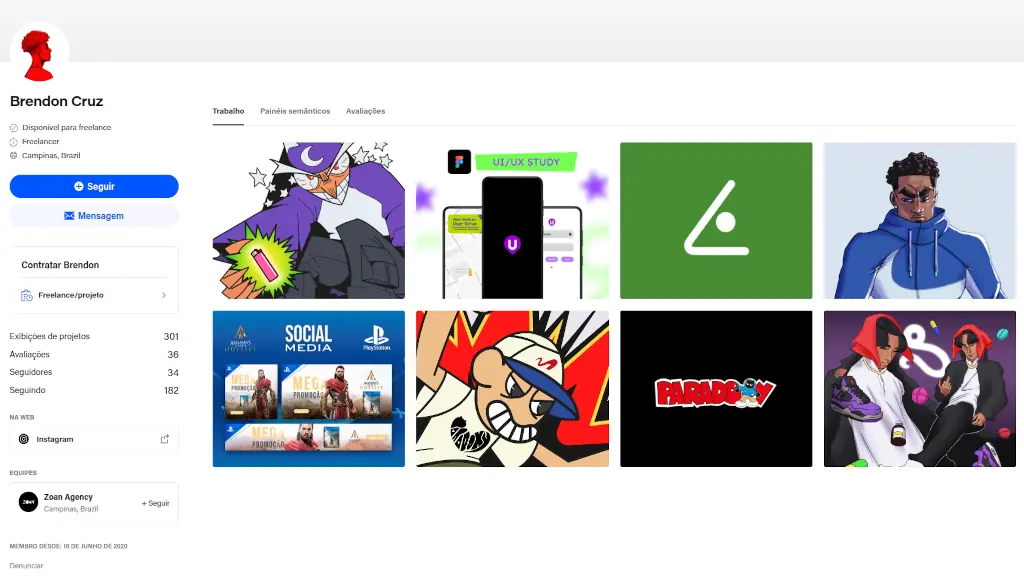 Brendon Cruz
Disponível para freelance
Freelancer
Campinas, Brazil
Seguir
Mensagem
Contratar Brendon
Freelance/projeto
Exibições de projetos 301
Avaliações 36
Seguidores 34
Seguindo 182
NA WEB
Instagram
EQUIPES
ZOAN
Zoan Agency
Campinas, Brazil
+ Seguir
MEMBRO DESDE: 10 DE JUNHO DE 2020
Denunciar
Trabalho Painéis semânticos Avaliações
UI/UX STUDY
User Drive
U
U
ASSASSIN'S
ODYSSEY
SOCIAL
MEDIA
PlayStation
MEGA
PROMOÇÃO
MEGA
PROMOÇÃO
MEGA
PROMOÇÃO